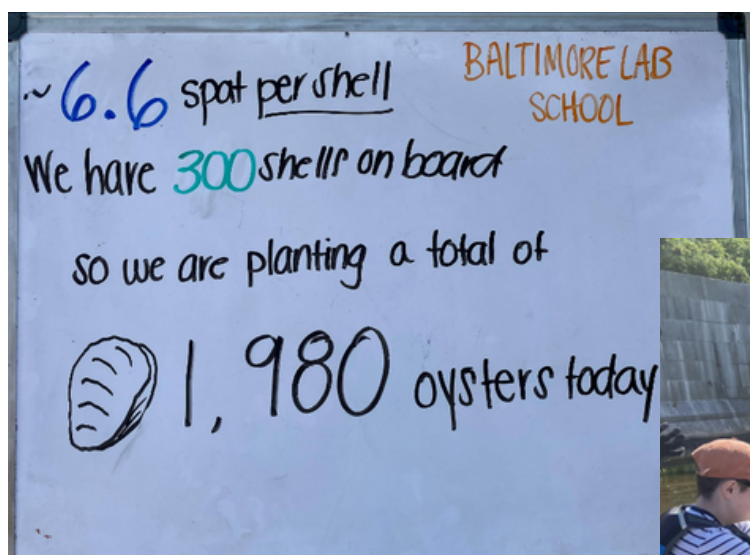 BALTIMORE LAB
SCHOOL
~6.6 spat per shell
We have 300 shells on board
so we are planting a total of
1,980 oysters today